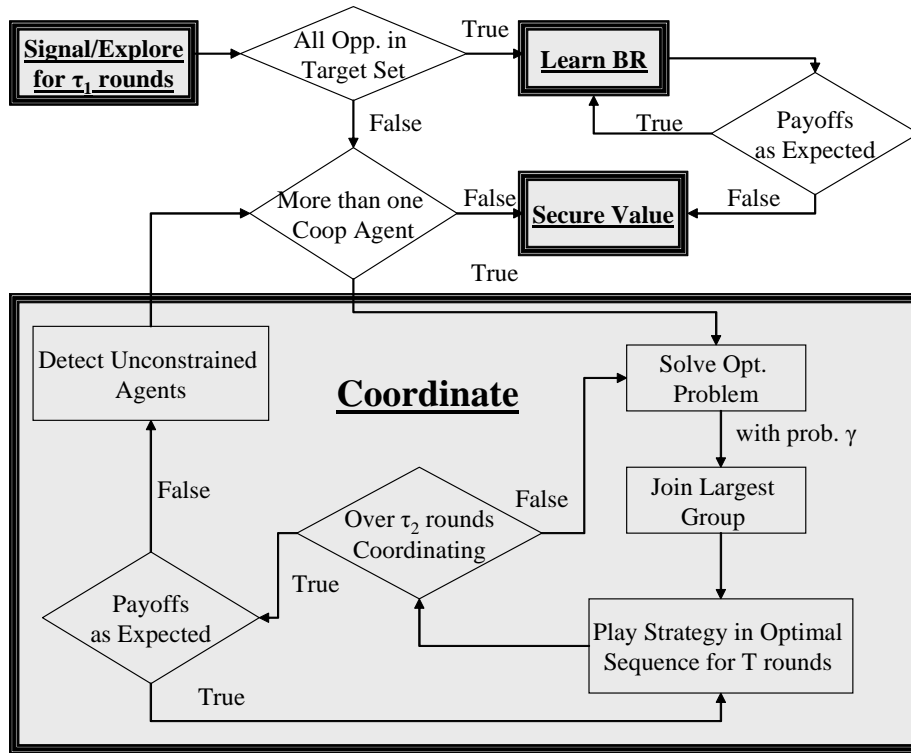 Signal/Explore
for τ₁ rounds
All Opp. in
Target Set
True
Learn BR
False
True
Payoffs
as Expected
More than one
Coop Agent
False
Secure Value
False
True
Detect Unconstrained
Agents
Coordinate
Solve Opt.
Problem
with prob. γ
False
False
Over τ₂ rounds
Coordinating
Join Largest
Group
True
Payoffs
as Expected
Play Strategy in Optimal
Sequence for T rounds
True